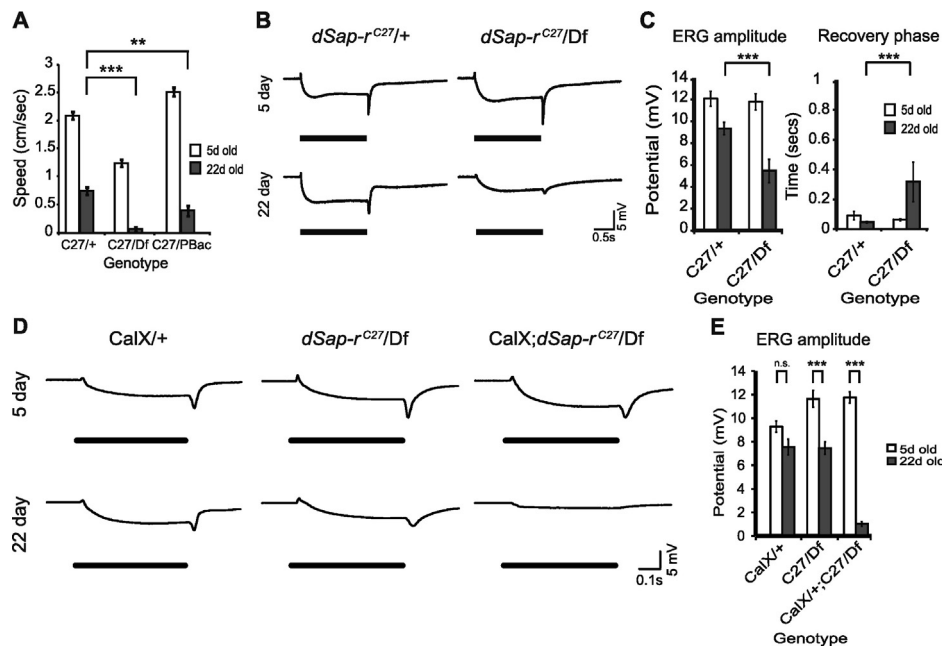 A
Speed (cm/sec)
3
2.5
2
1.5
1
0.5
0
**
***
5d old
22d old
C27/+
C27/Df
C27/PBac
Genotype
B
dSap-r^C27/+
dSap-r^C27/Df
5 day
22 day
0.5s
5 mV
C
ERG amplitude
***
Potential (mV)
14
12
10
8
6
10
12
14
C27/+
C27/Df
Genotype
Recovery phase
***
Time (secs)
1
0.8
0.6
0.4
0.2
0
5d old
22d old
C27/+
C27/Df
Genotype
D
CalX/+
dSap-r^C27/Df
CalX;dSap-r^C27/Df
5 day
22 day
0.1s
5 mV
E
ERG amplitude
n.s.
***
***
Potential (mV)
14
12
10
8
6
4
2
0
5d old
22d old
CalX/+
C27/Df
CalX/+;C27/Df
Genotype